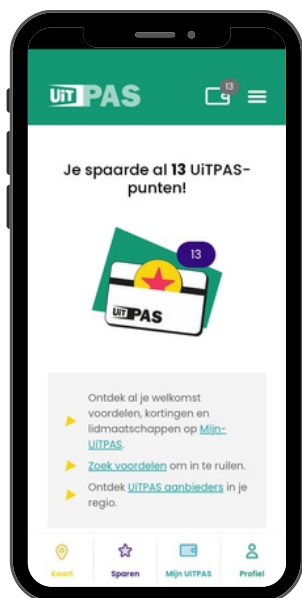 UiTPAS
13
Je spaarde al 13 UiTPAS-
punten!
13
UiTPAS
Ontdek al je welkomst
voordelen, kortingen en
lidmaatschappen op Mijn-
UiTPAS.
Zoek voordelen om in te ruilen.
Ontdek UiTPAS aanbieders in je
regio.
Kaart Sparen Mijn UiTPAS Profiel